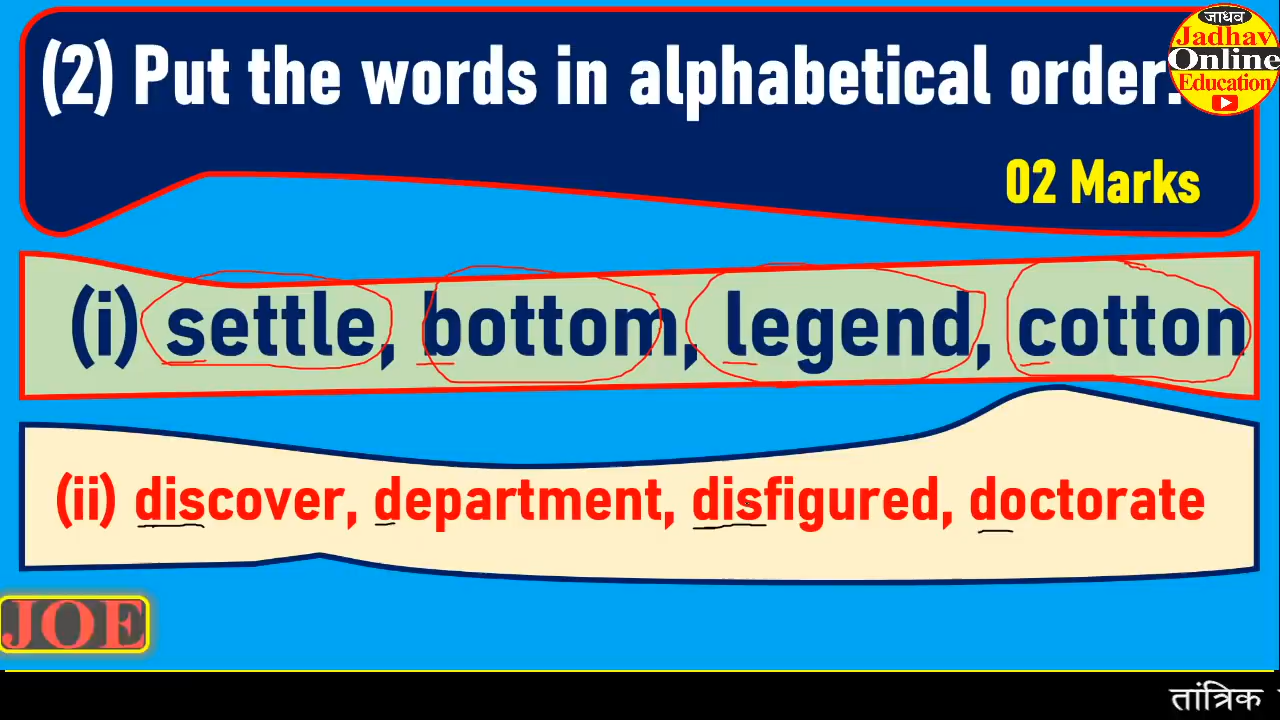 (2) Put the words in alphabetical order.
जाधव
Jadhav
Online
Education
02 Marks
(i) settle, bottom, legend, cotton
(ii) discover, department, disfigured, doctorate
JOE
तांत्रिक